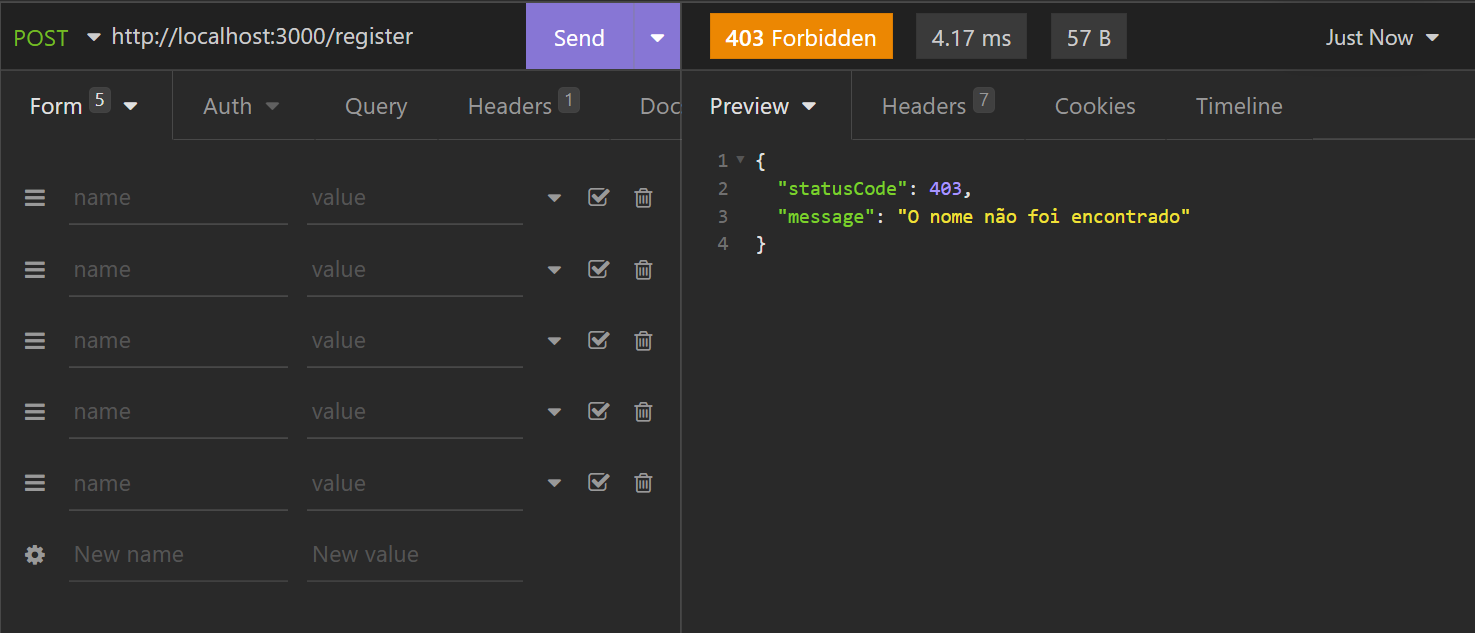 POST http://localhost:3000/register Send 403 Forbidden 4.17 ms 57 B Just Now
Form 5 Auth Query Headers 1 Doc Preview Headers 7 Cookies Timeline
name value
name value
name value
name value
name value
New name New value
1 {
2 "statusCode": 403,
3 "message": "O nome não foi encontrado"
4 }